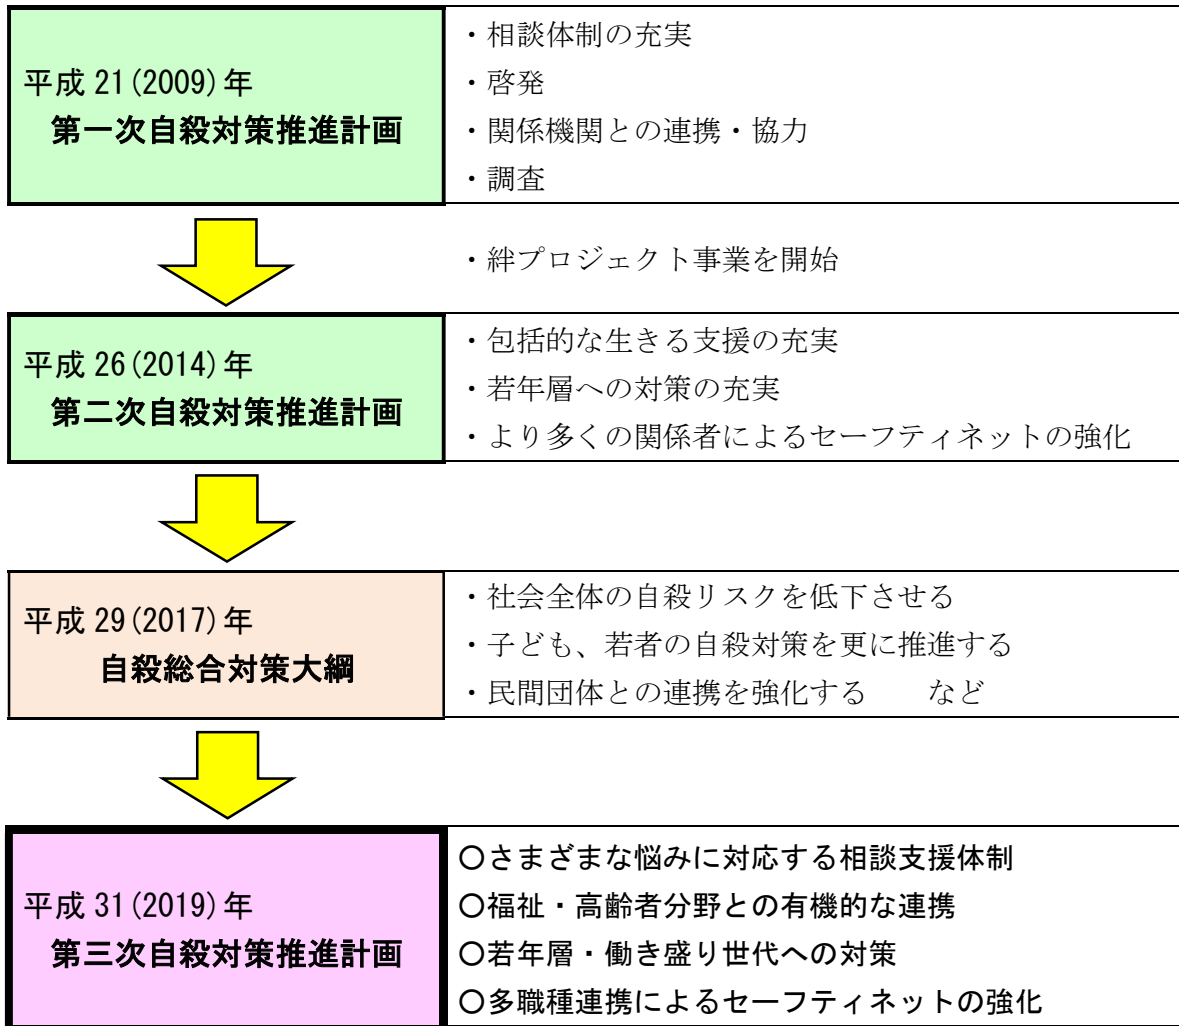 平成 21(2009)年
第一次自殺対策推進計画
・相談体制の充実
・啓発
・関係機関との連携・協力
・調査
・絆プロジェクト事業を開始
平成 26(2014)年
第二次自殺対策推進計画
・包括的な生きる支援の充実
・若年層への対策の充実
・より多くの関係者によるセーフティネットの強化
平成 29(2017)年
自殺総合対策大綱
・社会全体の自殺リスクを低下させる
・子ども、若者の自殺対策を更に推進する
・民間団体との連携を強化する　　など
平成 31(2019)年
第三次自殺対策推進計画
〇さまざまな悩みに対応する相談支援体制
〇福祉・高齢者分野との有機的な連携
〇若年層・働き盛り世代への対策
〇多職種連携によるセーフティネットの強化